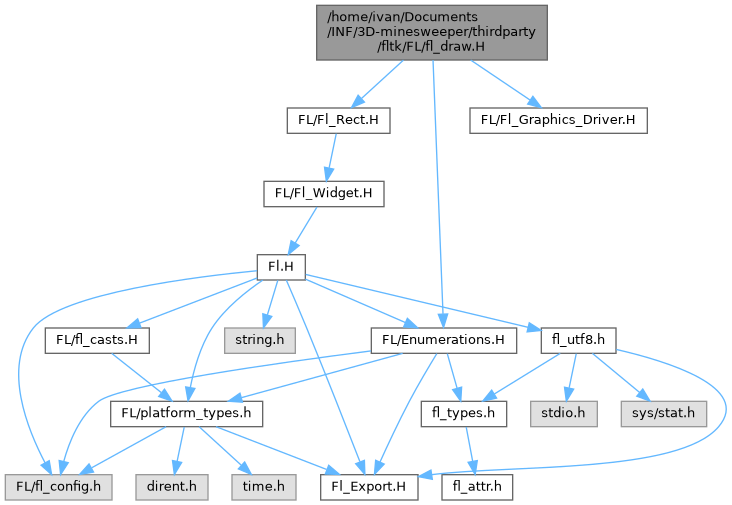 /home/ivan/Documents
/INF/3D-minesweeper/thirdparty
/fltk/FL/fl_draw.H
FL/Fl_Rect.H
FL/Fl_Graphics_Driver.H
FL/Fl_Widget.H
Fl.H
FL/fl_casts.H
string.h
FL/Enumerations.H
fl_utf8.h
FL/platform_types.h
fl_types.h
stdio.h
sys/stat.h
FL/fl_config.h
dirent.h
time.h
Fl_Export.H
fl_attr.h